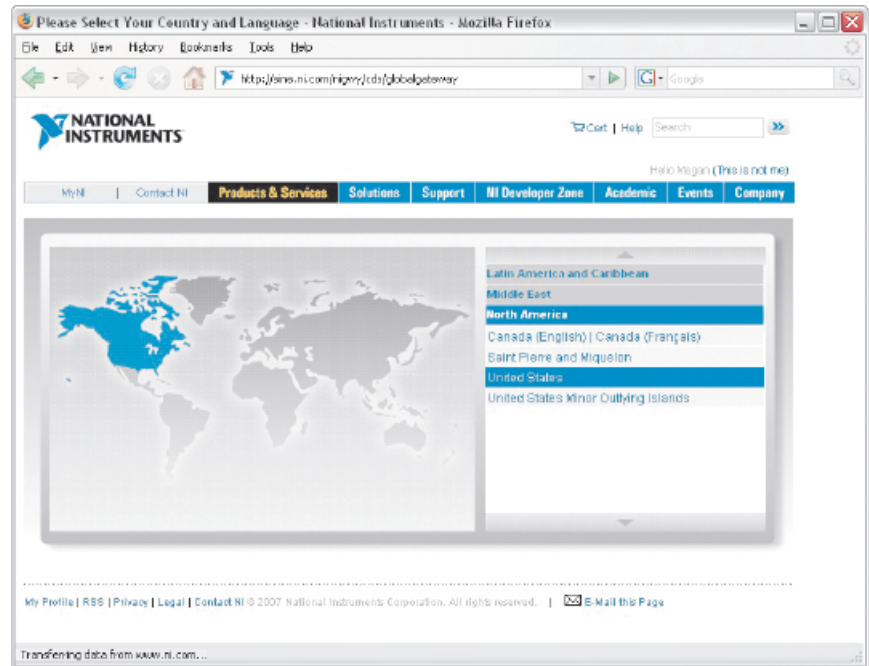 Please Select Your Country and Language - National Instruments - Mozilla Firefox
File Edit View History Bookmarks Tools Help
http://sine.ni.com/nigwy/cds/globalgateway
Google
NATIONAL INSTRUMENTS
Cart | Help Search
Hello Megan (This is not me)
MyNI | Contact NI Products & Services Solutions Support NI Developer Zone Academic Events Company
Latin America and Caribbean
Middle East
North America
Canada (English) | Canada (Français)
Saint Pierre and Miquelon
United States
United States Minor Outlying Islands
My Profile | RSS | Privacy | Legal | Contact NI © 2007 National Instruments Corporation. All rights reserved. | E-Mail this Page
Transferring data from www.ni.com...